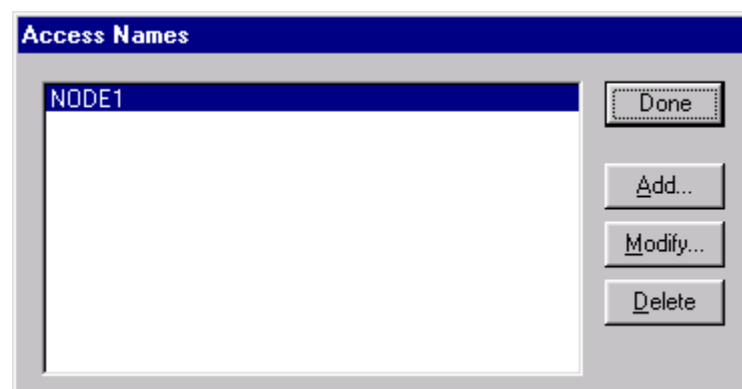 Access Names
NODE1
Done
Add...
Modify...
Delete